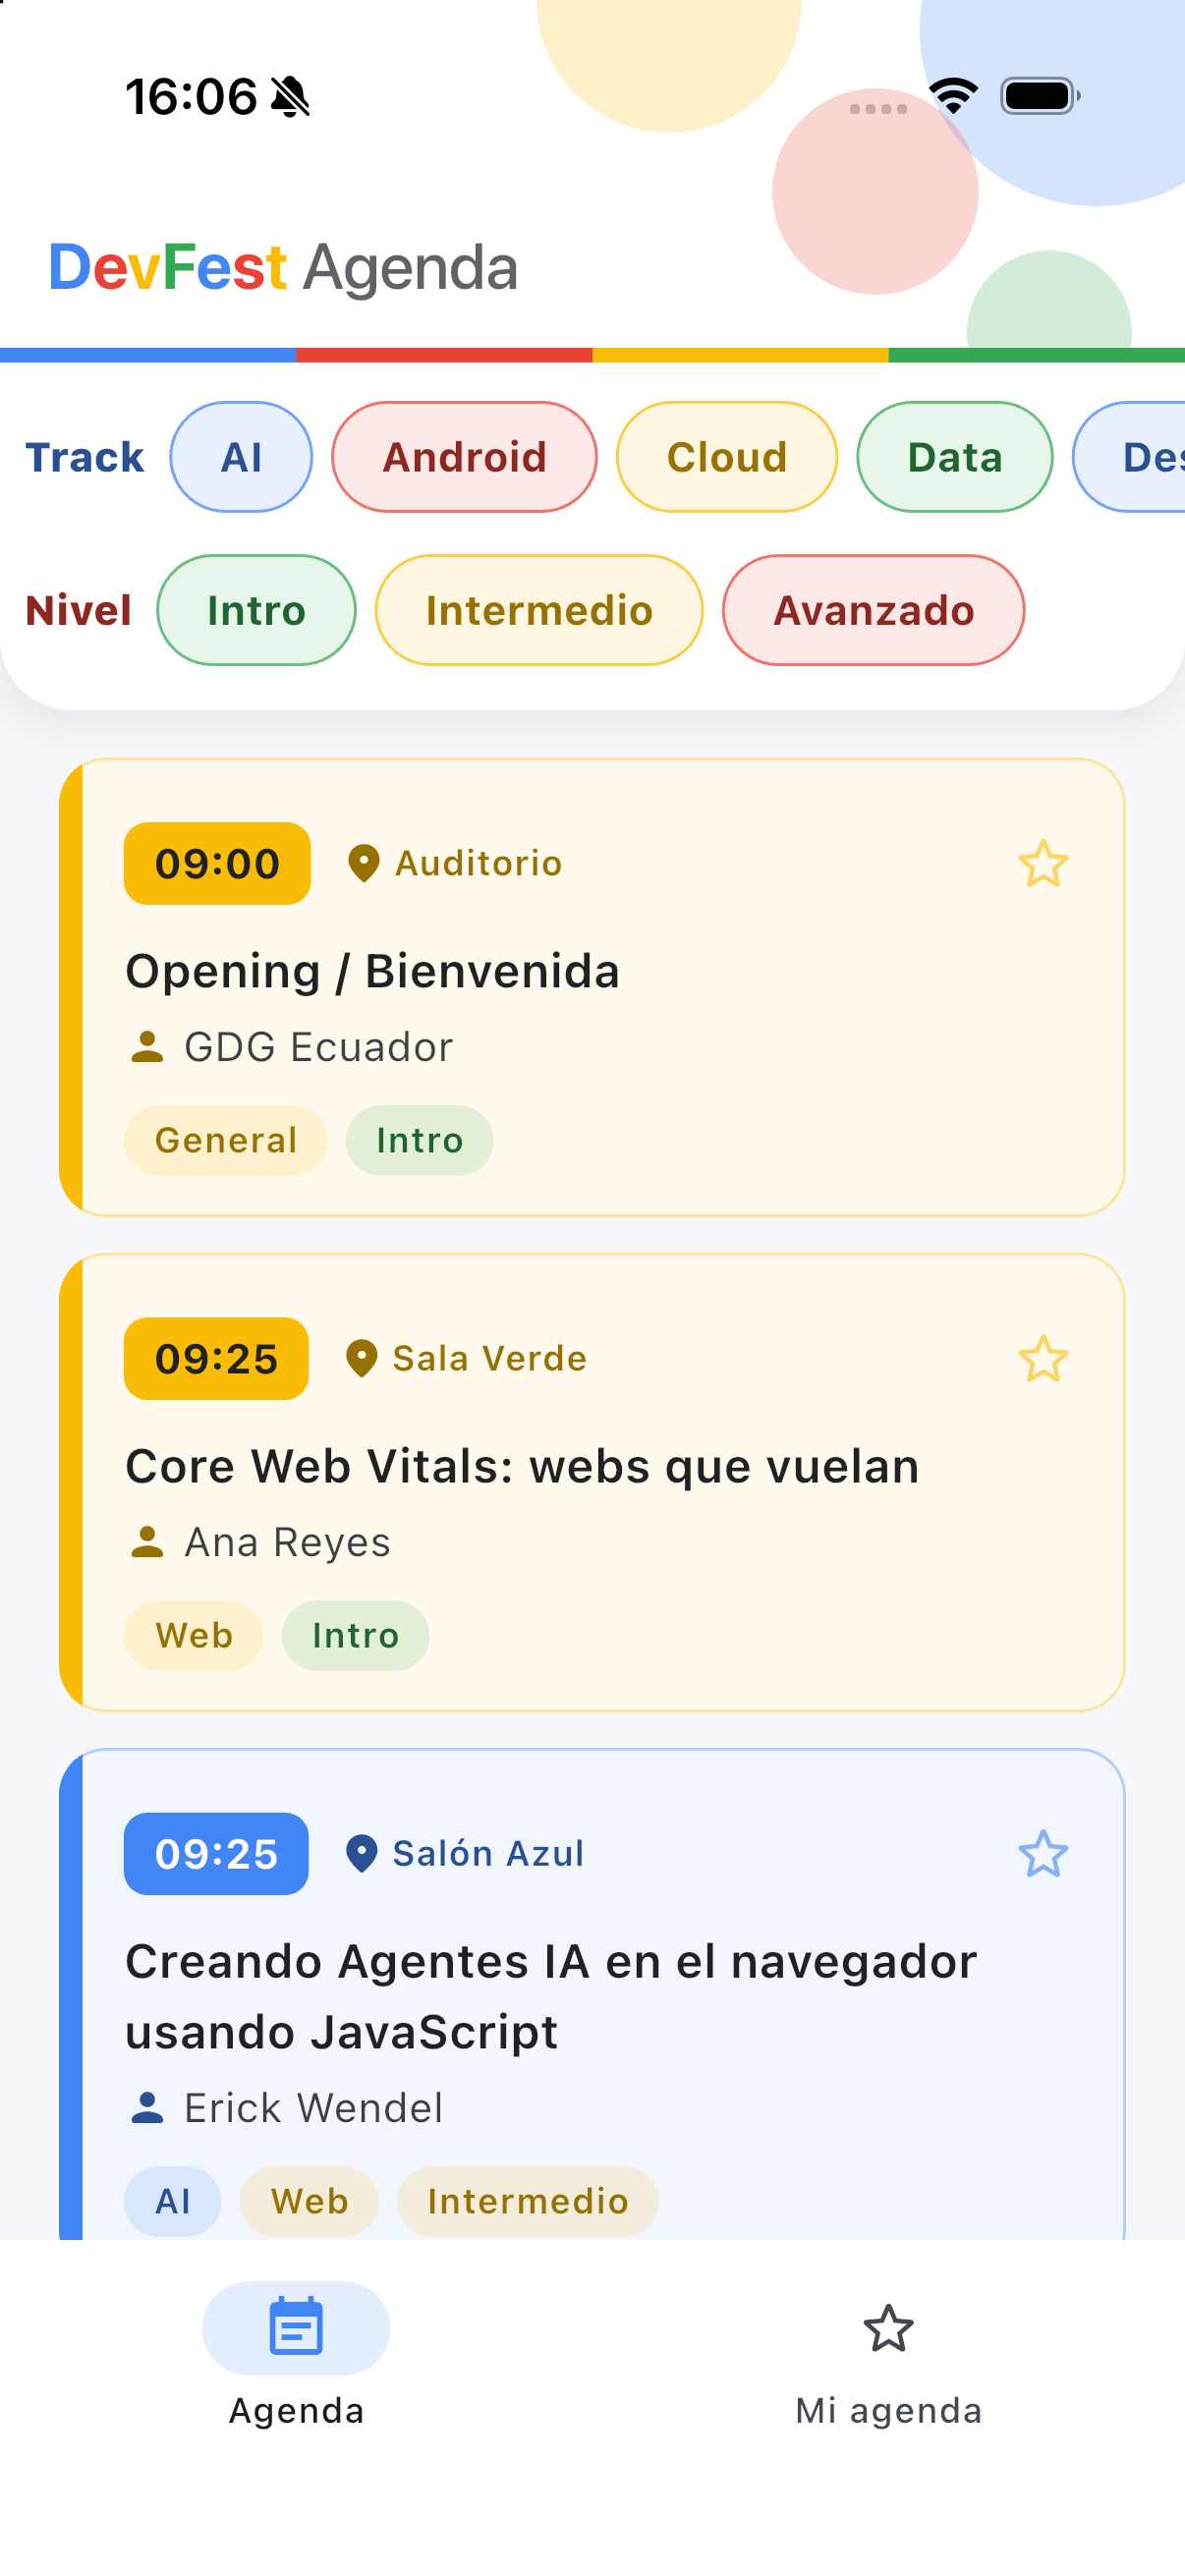 16:06
DevFest Agenda
Track AI Android Cloud Data Des
Nivel Intro Intermedio Avanzado
09:00 Auditorio
Opening / Bienvenida
GDG Ecuador
General Intro
09:25 Sala Verde
Core Web Vitals: webs que vuelan
Ana Reyes
Web Intro
09:25 Salón Azul
Creando Agentes IA en el navegador
usando JavaScript
Erick Wendel
AI Web Intermedio
Agenda Mi agenda